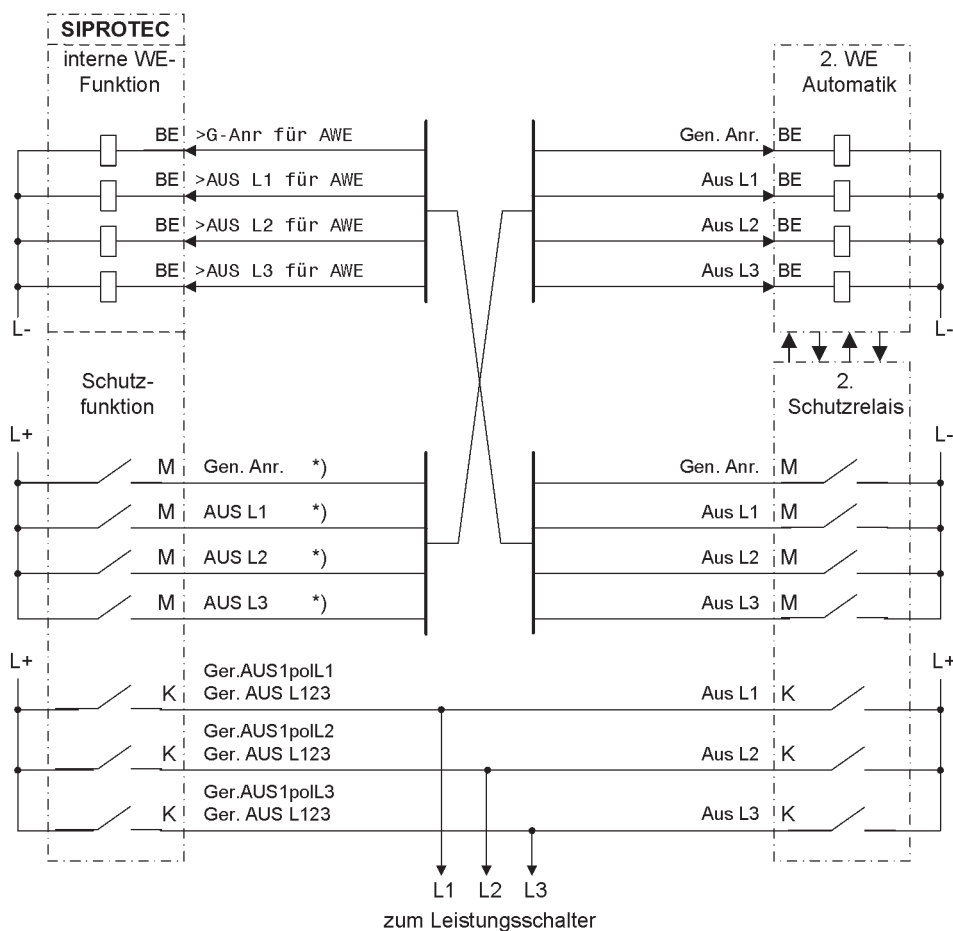 SIPROTEC
interne WE-
Funktion
2. WE
Automatik
BE >G-Anr für AWE
Gen. Anr. BE
BE >AUS L1 für AWE
Aus L1 BE
BE >AUS L2 für AWE
Aus L2 BE
BE >AUS L3 für AWE
Aus L3 BE
L-
L-
Schutz-
funktion
2.
Schutzrelais
L+
L-
M Gen. Anr. *)
Gen. Anr. M
M AUS L1 *)
Aus L1 M
M AUS L2 *)
Aus L2 M
M AUS L3 *)
Aus L3 M
L+
L+
Ger.AUS1polL1
K Ger. AUS L123
Aus L1 K
Ger.AUS1polL2
K Ger. AUS L123
Aus L2 K
Ger.AUS1polL3
K Ger. AUS L123
Aus L3 K
L1 L2 L3
zum Leistungsschalter